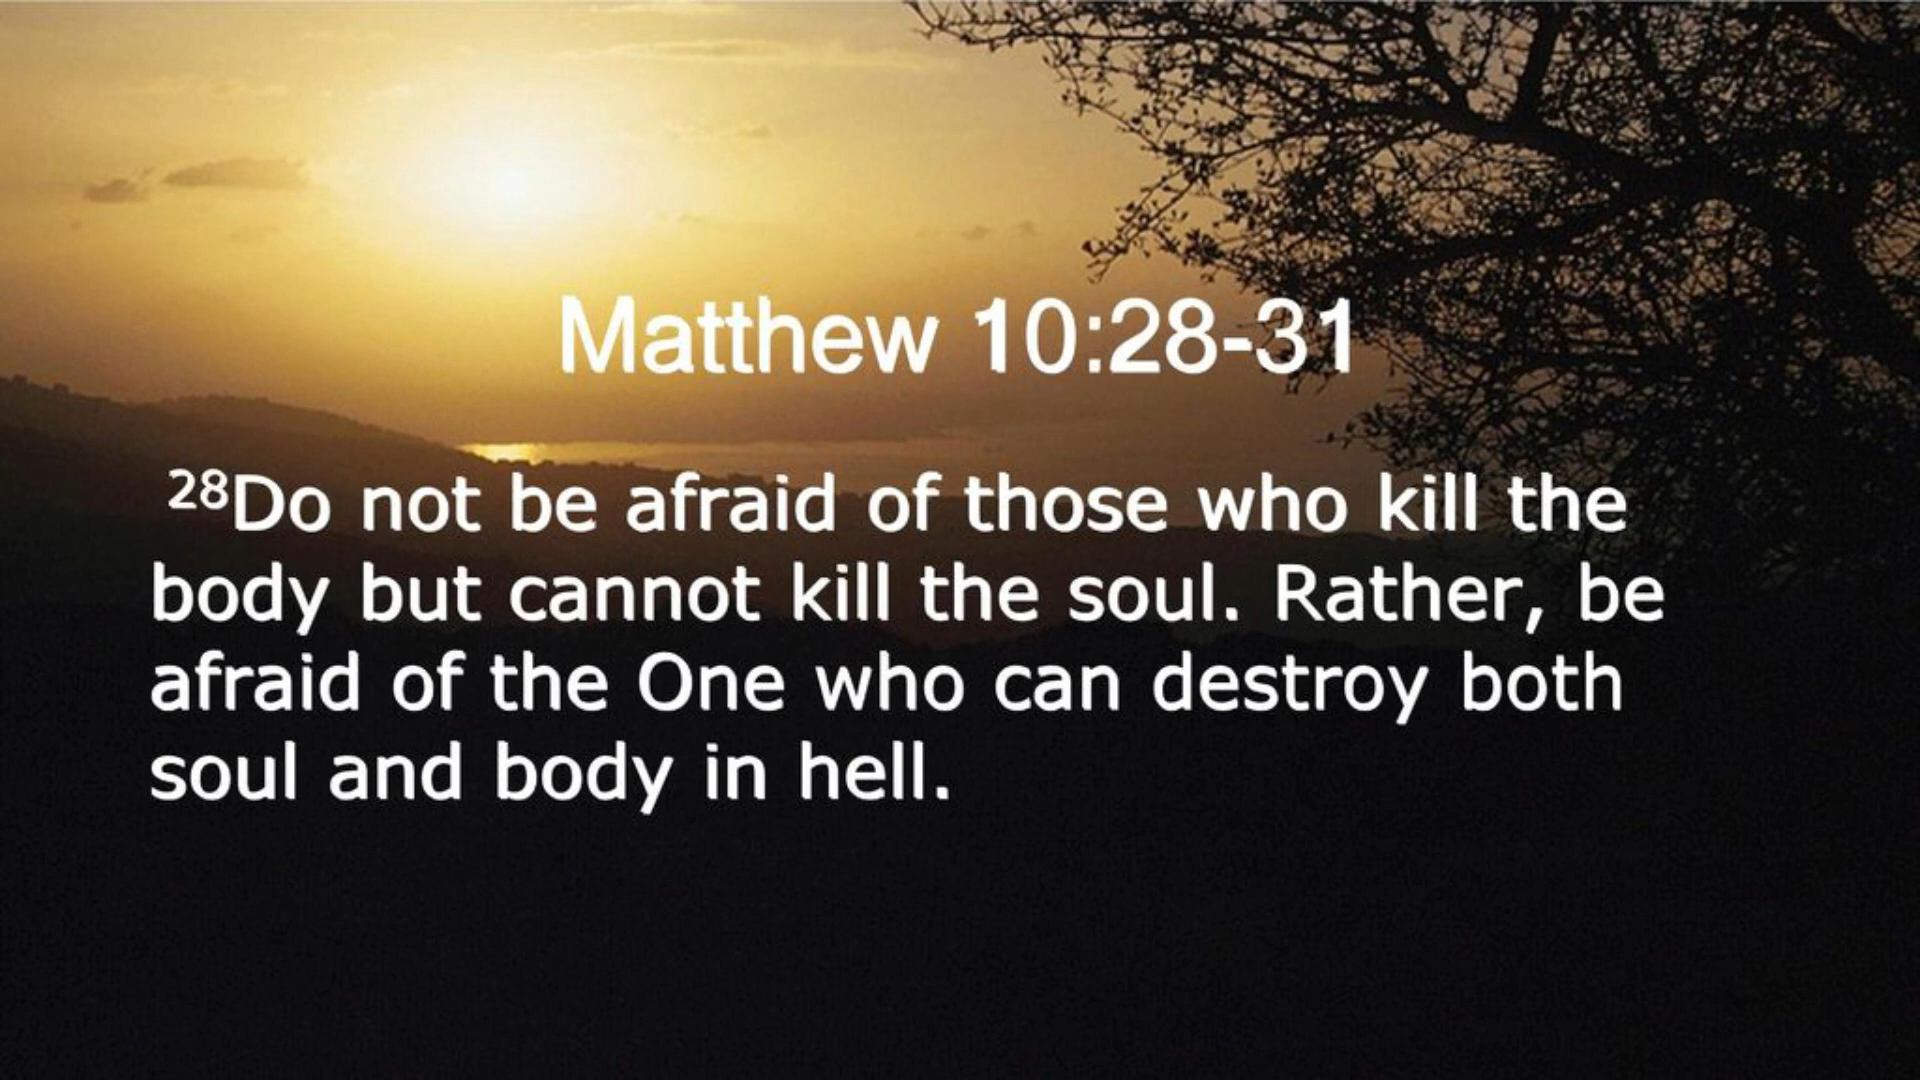 Matthew 10:28-31
28Do not be afraid of those who kill the
body but cannot kill the soul. Rather, be
afraid of the One who can destroy both
soul and body in hell.